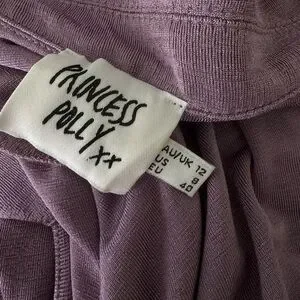 PRINCESS
POLLY
xx
AU/UK 12
US 8
EU 40